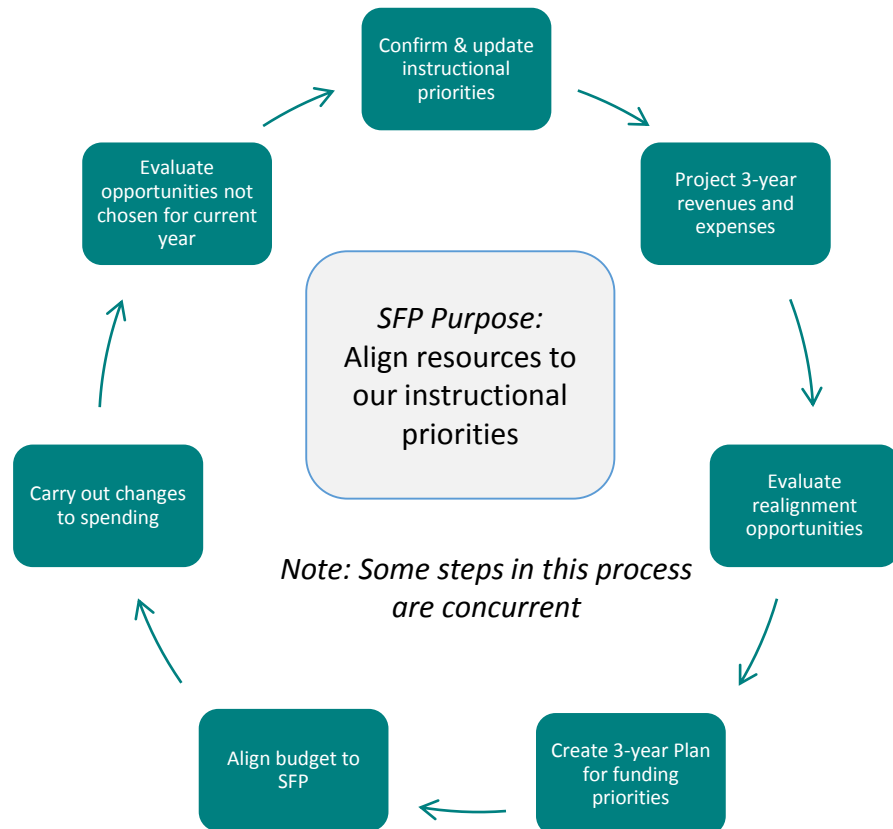 Confirm & update
instructional
priorities
Project 3-year
revenues and
expenses
Evaluate
realignment
opportunities
Create 3-year Plan
for funding
priorities
Align budget to
SFP
Carry out changes
to spending
Evaluate
opportunities not
chosen for current
year
SFP Purpose:
Align resources to
our instructional
priorities
Note: Some steps in this process
are concurrent